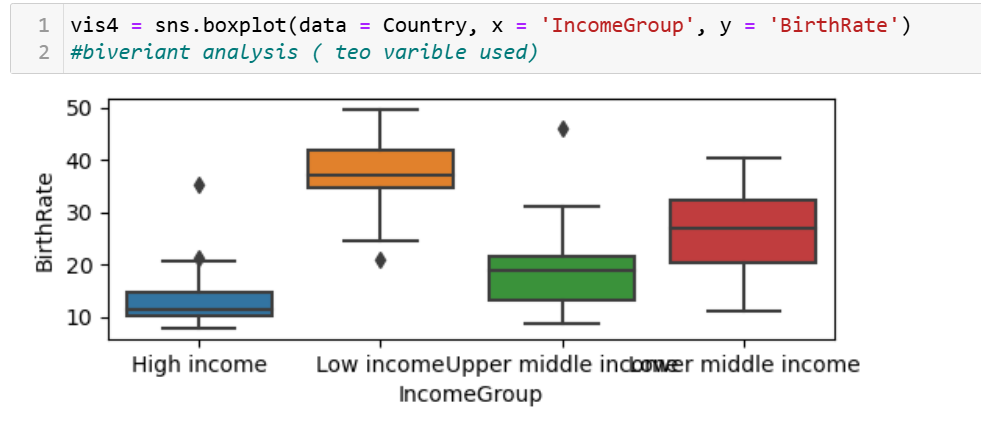 1 vis4 = sns.boxplot(data = Country, x = 'IncomeGroup', y = 'BirthRate')
2 #biveriant analysis ( teo varible used)
50
40
30
20
10
BirthRate
High income Low income Upper middle income Lower middle income
IncomeGroup